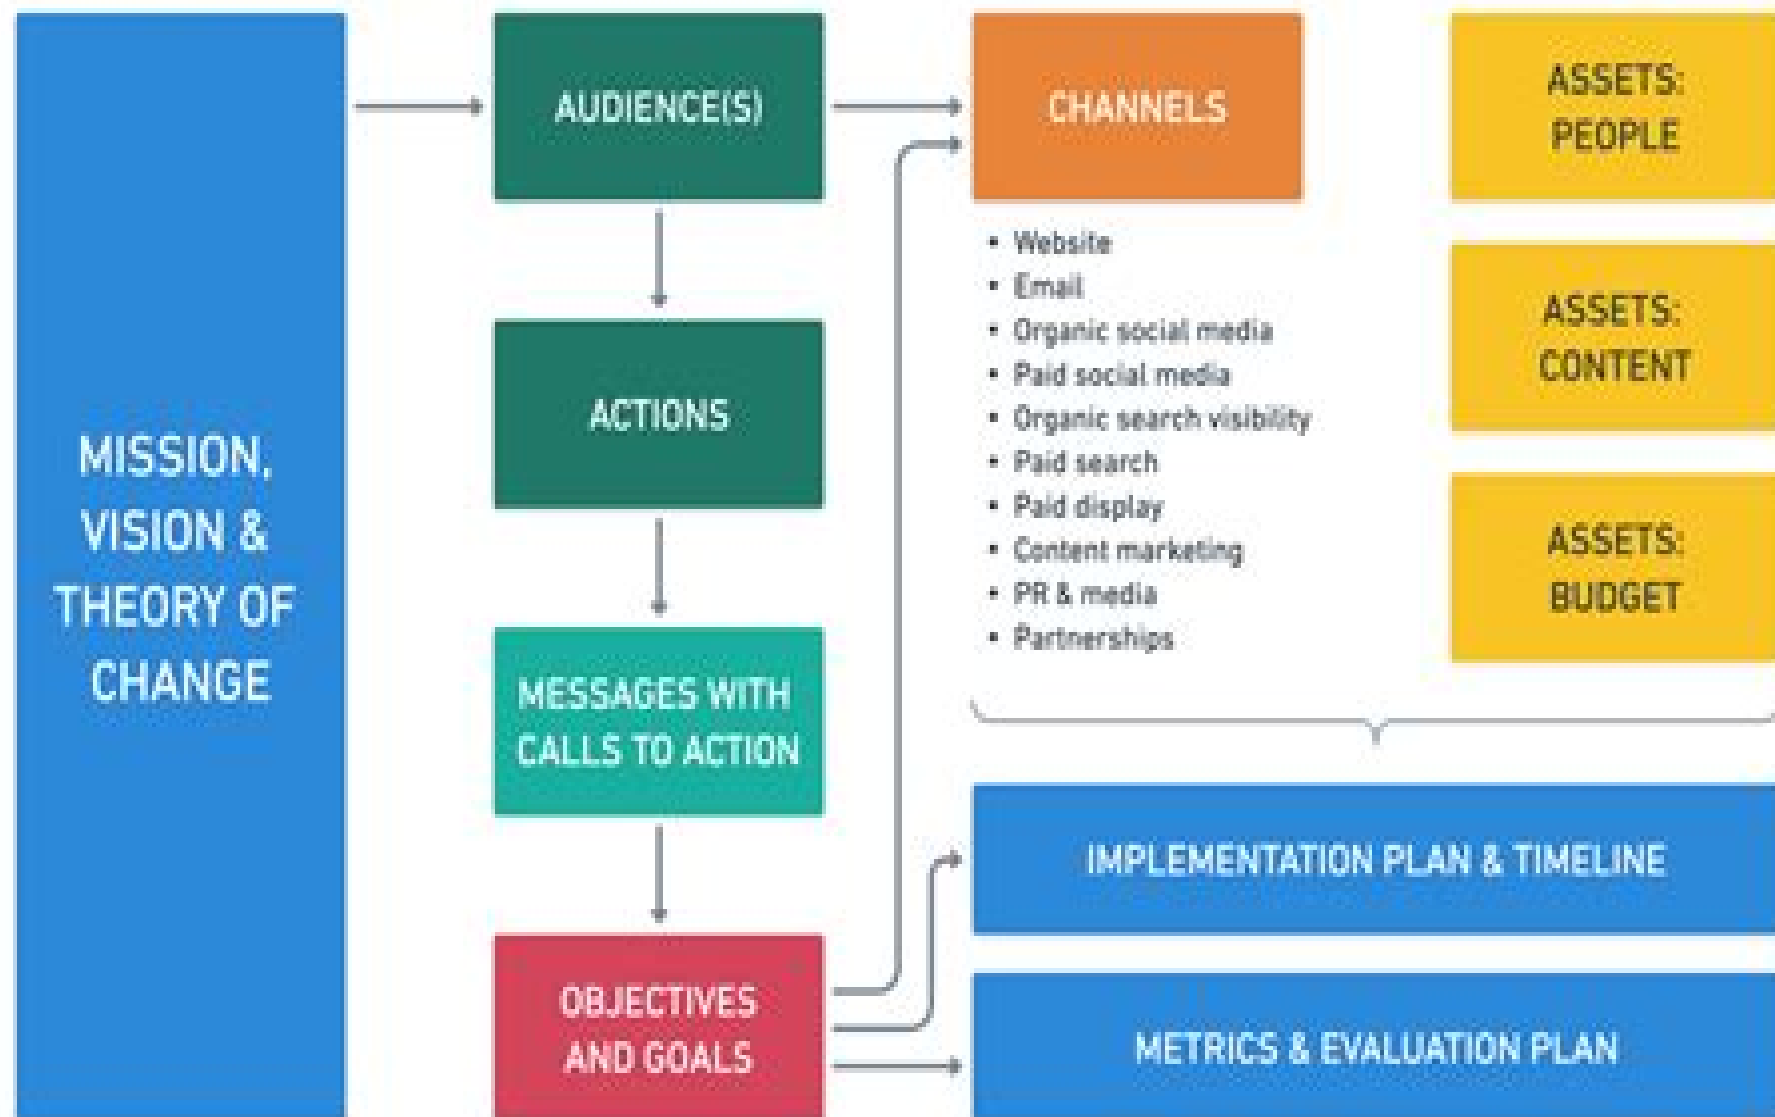 MISSION,
VISION &
THEORY OF
CHANGE
AUDIENCE(S)
ACTIONS
MESSAGES WITH
CALLS TO ACTION
OBJECTIVES
AND GOALS
CHANNELS
• Website
• Email
• Organic social media
• Paid social media
• Organic search visibility
• Paid search
• Paid display
• Content marketing
• PR & media
• Partnerships
ASSETS:
PEOPLE
ASSETS:
CONTENT
ASSETS:
BUDGET
IMPLEMENTATION PLAN & TIMELINE
METRICS & EVALUATION PLAN